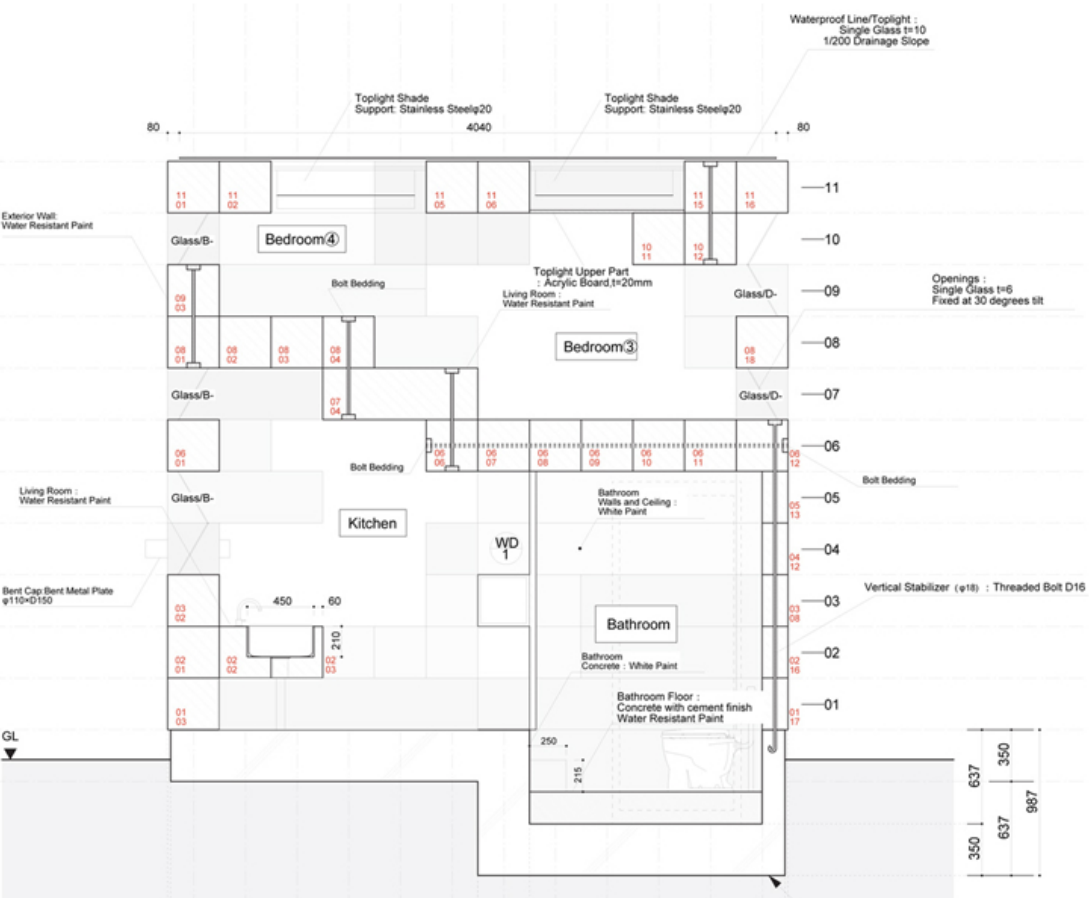 Waterproof Line/Toplight :
Single Glass t=10
1/200 Drainage Slope
Toplight Shade
Support: Stainless Steelφ20
Toplight Shade
Support: Stainless Steelφ20
80
4040
80
11
01
11
02
11
05
11
06
11
15
11
16
11
Exterior Wall:
Water Resistant Paint
Glass/B-
Bedroom④
10
11
10
12
10
Toplight Upper Part
: Acrylic Board,t=20mm
Bolt Bedding
Living Room :
Water Resistant Paint
09
03
Glass/D-
09
Openings :
Single Glass t=6
Fixed at 30 degrees tilt
08
01
08
02
08
03
08
04
Bedroom③
08
18
08
Glass/B-
07
04
Glass/D-
07
06
01
Bolt Bedding
06
06
06
07
06
08
06
09
06
10
06
11
06
12
06
Bolt Bedding
Living Room :
Water Resistant Paint
Glass/B-
Kitchen
Bathroom
Walls and Ceiling :
White Paint
05
13
05
WD
1
04
12
04
Bent Cap:Bent Metal Plate
φ110×D150
03
02
450
60
210
03
08
03
Vertical Stabilizer (φ18) : Threaded Bolt D16
Bathroom
02
01
02
02
02
03
Bathroom
Concrete : White Paint
02
16
02
01
03
Bathroom Floor :
Concrete with cement finish
Water Resistant Paint
01
17
01
GL
250
215
637
350
350
637
987